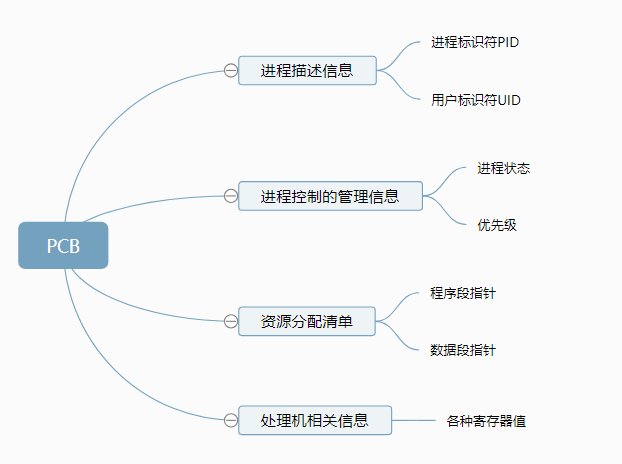 进程标识符PID
进程描述信息
用户标识符UID
进程状态
进程控制的管理信息
优先级
PCB
程序段指针
资源分配清单
数据段指针
处理机相关信息
各种寄存器值